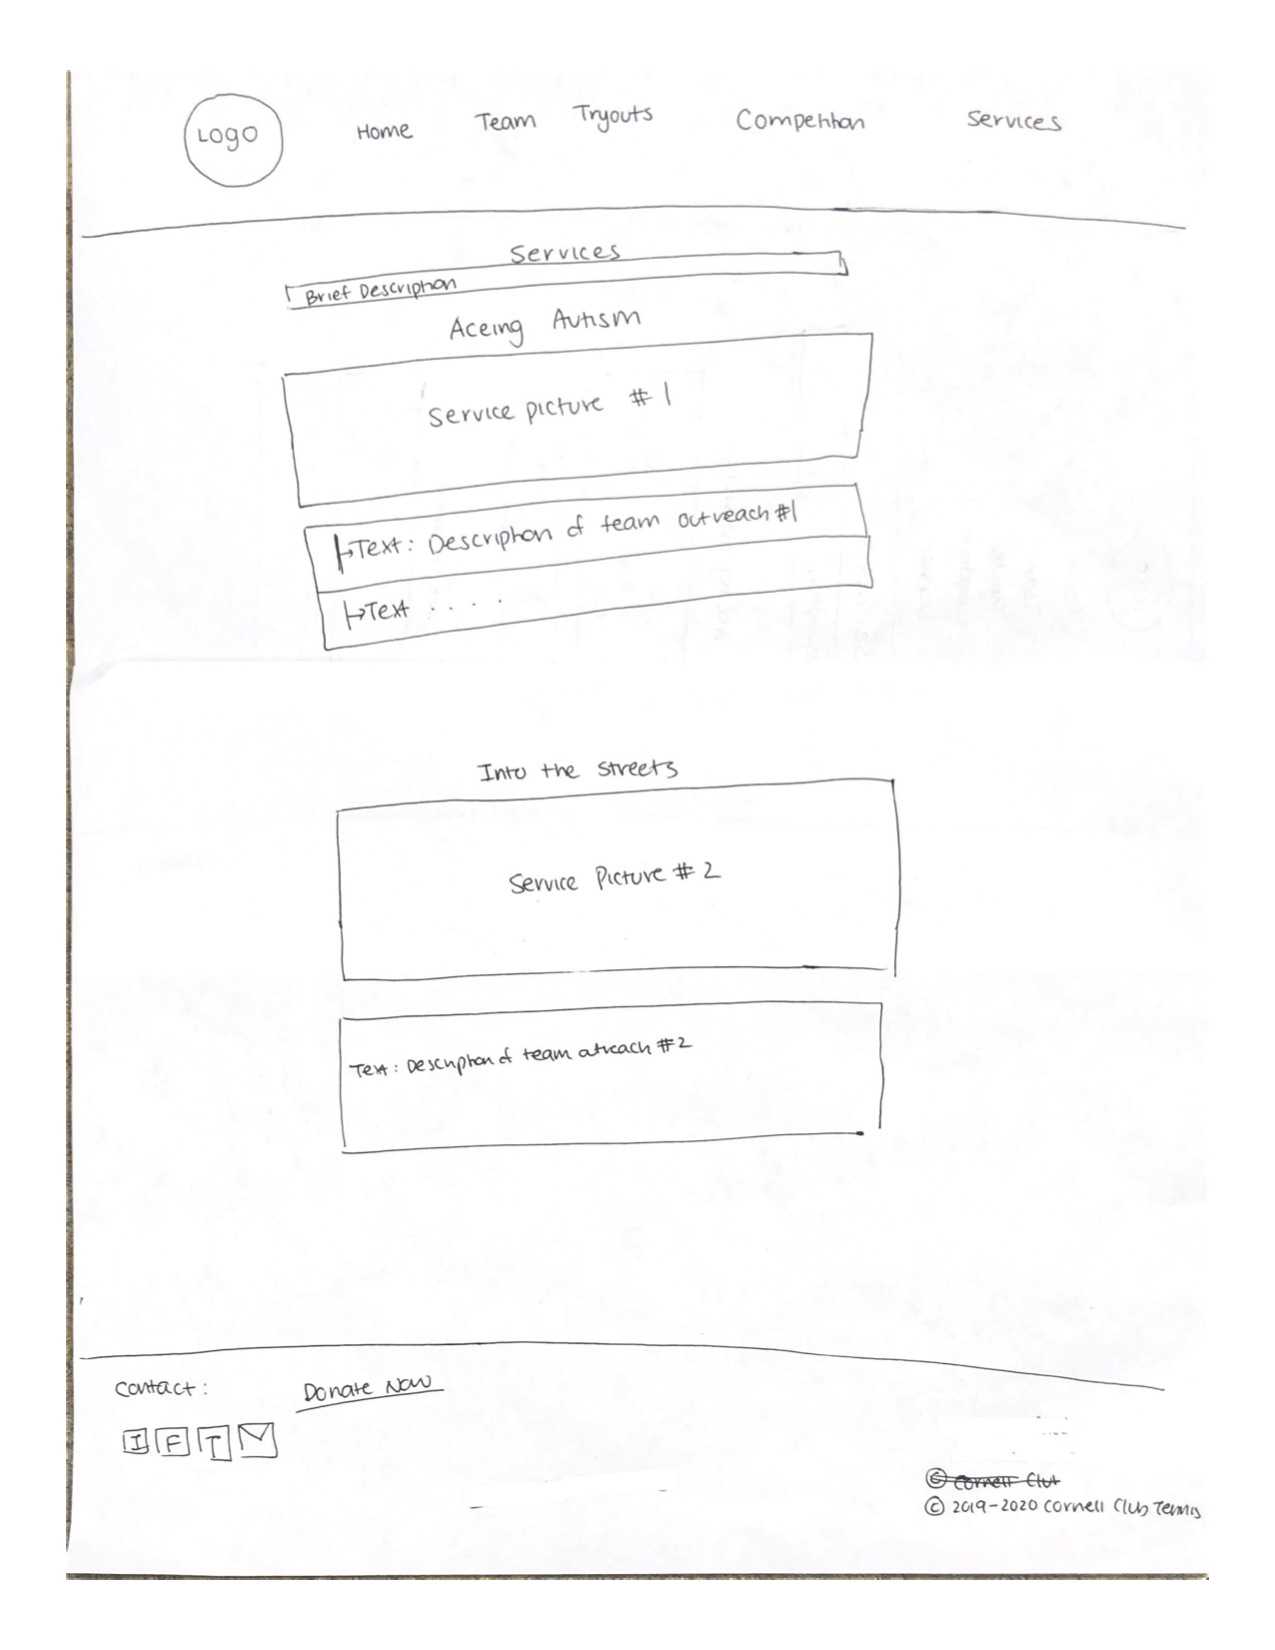 LOGO Home Team Tryouts Competition Services
Services
Brief Description
Aceing Autism
Service picture #1
Text: Description of team outreach #1
Text ....
Into the Streets
Service Picture #2
Text: Description of team outreach #2
Contact: Donate Now
I F T
© Cornell Club
© 2019-2020 Cornell Club Tennis